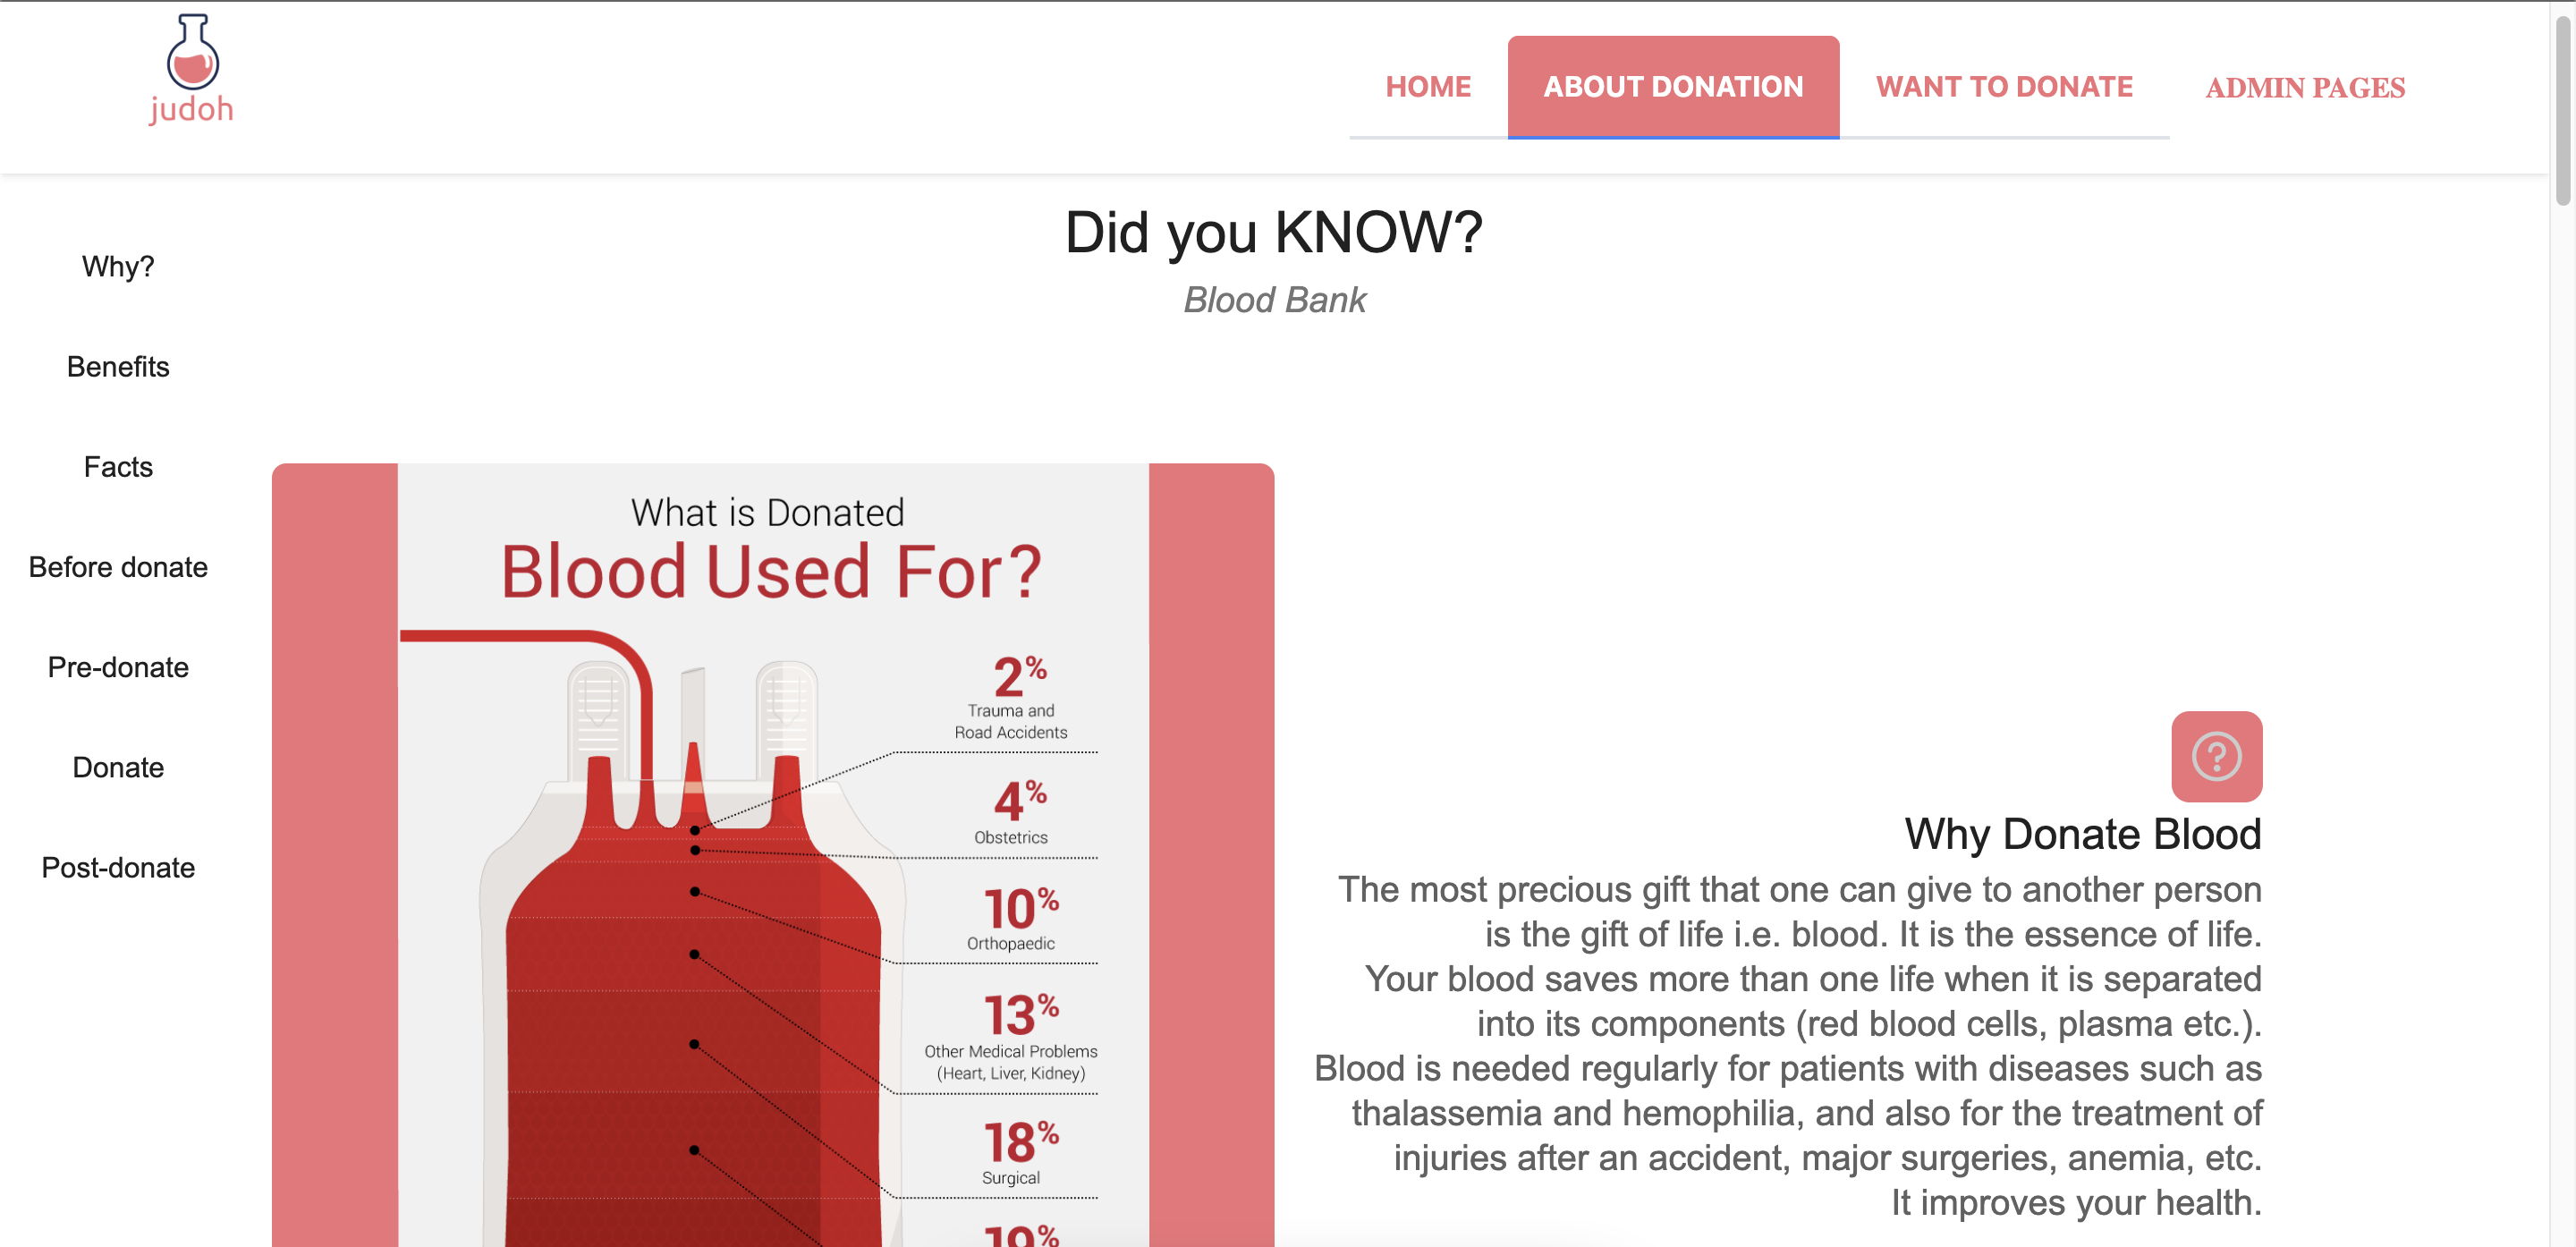 judoh
HOME
ABOUT DONATION
WANT TO DONATE
ADMIN PAGES
Did you KNOW?
Blood Bank
Why?
Benefits
Facts
Before donate
Pre-donate
Donate
Post-donate
What is Donated
Blood Used For?
2%
Trauma and
Road Accidents
4%
Obstetrics
10%
Orthopaedic
13%
Other Medical Problems
(Heart, Liver, Kidney)
18%
Surgical
19%
?
Why Donate Blood
The most precious gift that one can give to another person
is the gift of life i.e. blood. It is the essence of life.
Your blood saves more than one life when it is separated
into its components (red blood cells, plasma etc.).
Blood is needed regularly for patients with diseases such as
thalassemia and hemophilia, and also for the treatment of
injuries after an accident, major surgeries, anemia, etc.
It improves your health.